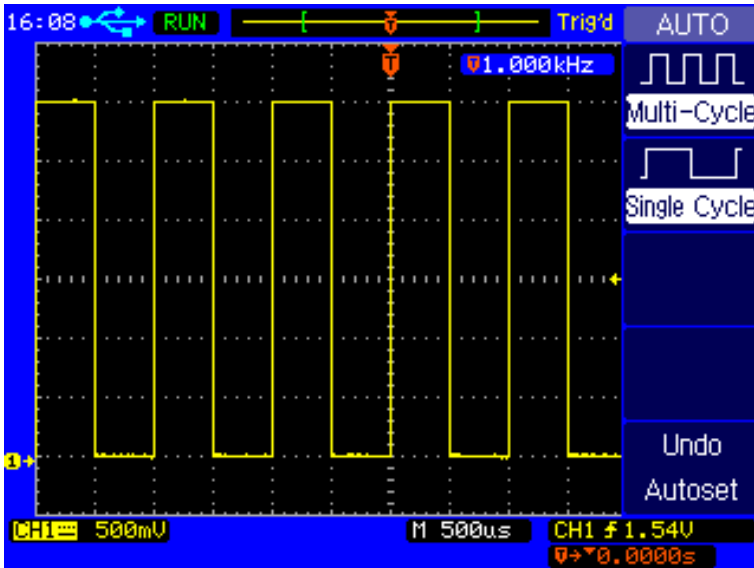 16:08 RUN T Trig'd AUTO
T
T 1.000kHz
Multi-Cycle
Single Cycle
1
Undo
Autoset
CH1 500mV M 500us CH1 1.54V
T 0.0000s